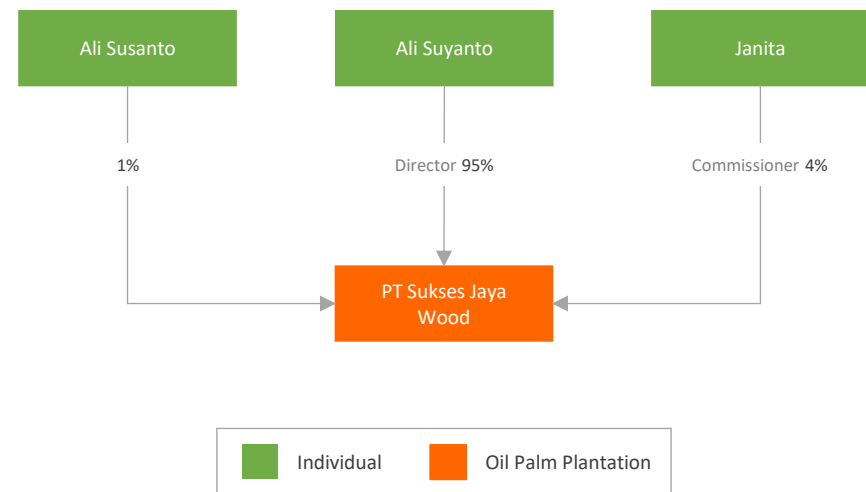 Ali Susanto
Ali Suyanto
Janita
1%
Director 95%
Commissioner 4%
PT Sukses Jaya
Wood
Individual
Oil Palm Plantation